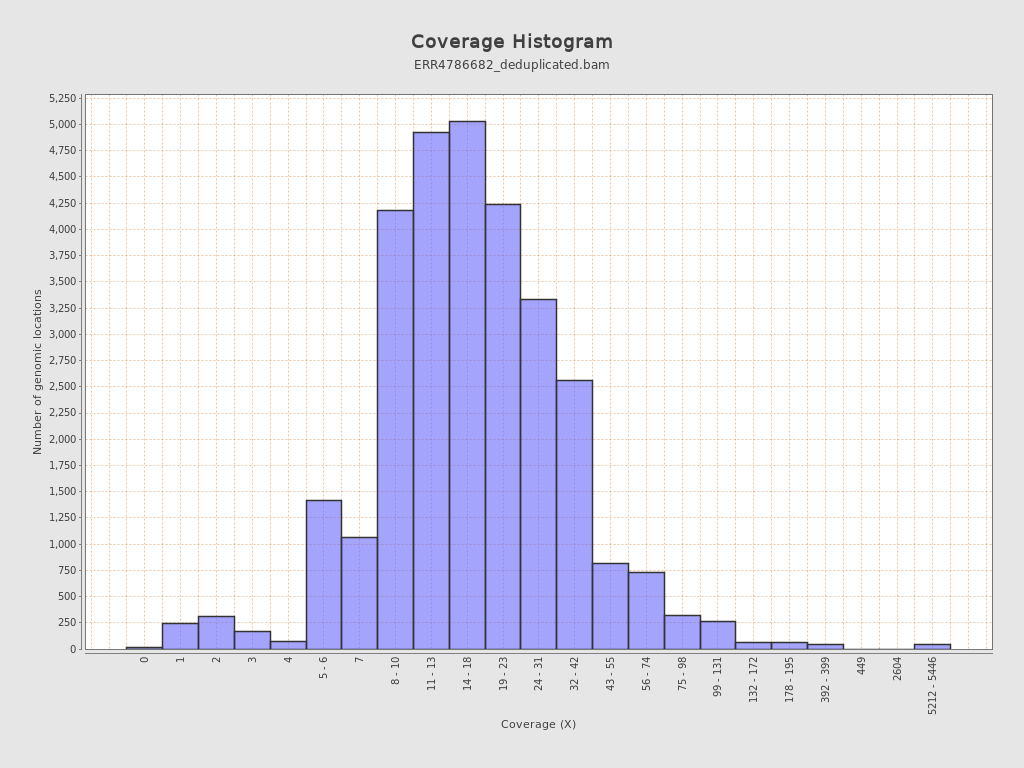 Coverage Histogram
ERR4786682_deduplicated.bam
Number of genomic locations
5,250
5,000
4,750
4,500
4,250
4,000
3,750
3,500
3,250
3,000
2,750
2,500
2,250
2,000
1,750
1,500
1,250
1,000
750
500
250
0
0
1
2
3
4
5 - 6
7
8 - 10
11 - 13
14 - 18
19 - 23
24 - 31
32 - 42
43 - 55
56 - 74
75 - 98
99 - 131
132 - 172
178 - 195
392 - 399
449
2604
5212 - 5446
Coverage (X)